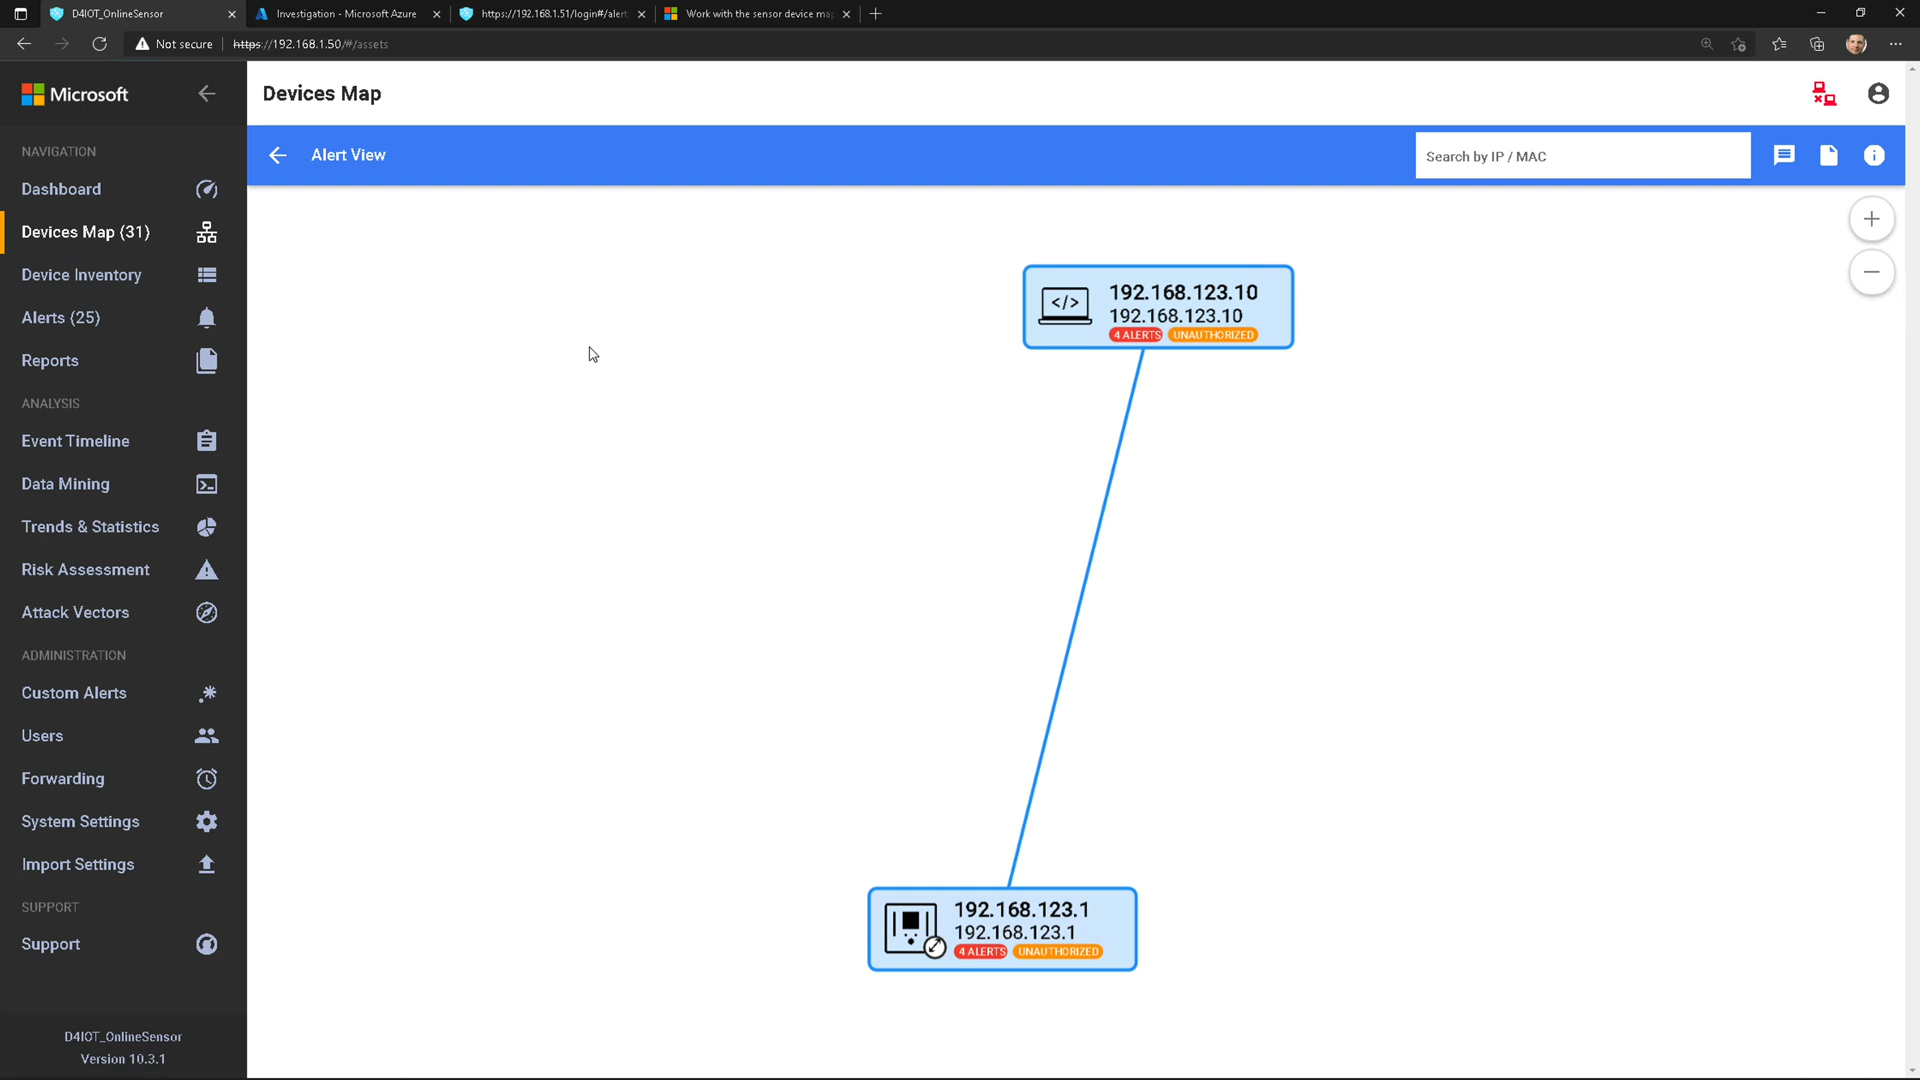 D4IOT_OnlineSensor
Investigation - Microsoft Azure
https://192.168.1.51/login#/alert
Work with the sensor device ma
Not secure
https://192.168.1.50/#/assets
Microsoft
Devices Map
NAVIGATION
Alert View
Search by IP / MAC
Dashboard
Devices Map (31)
Device Inventory
Alerts (25)
Reports
ANALYSIS
Event Timeline
Data Mining
Trends & Statistics
Risk Assessment
Attack Vectors
ADMINISTRATION
Custom Alerts
Users
Forwarding
System Settings
Import Settings
SUPPORT
Support
D4IOT_OnlineSensor
Version 10.3.1
</>
192.168.123.10
192.168.123.10
4 ALERTS
UNAUTHORIZED
192.168.123.1
192.168.123.1
4 ALERTS
UNAUTHORIZED